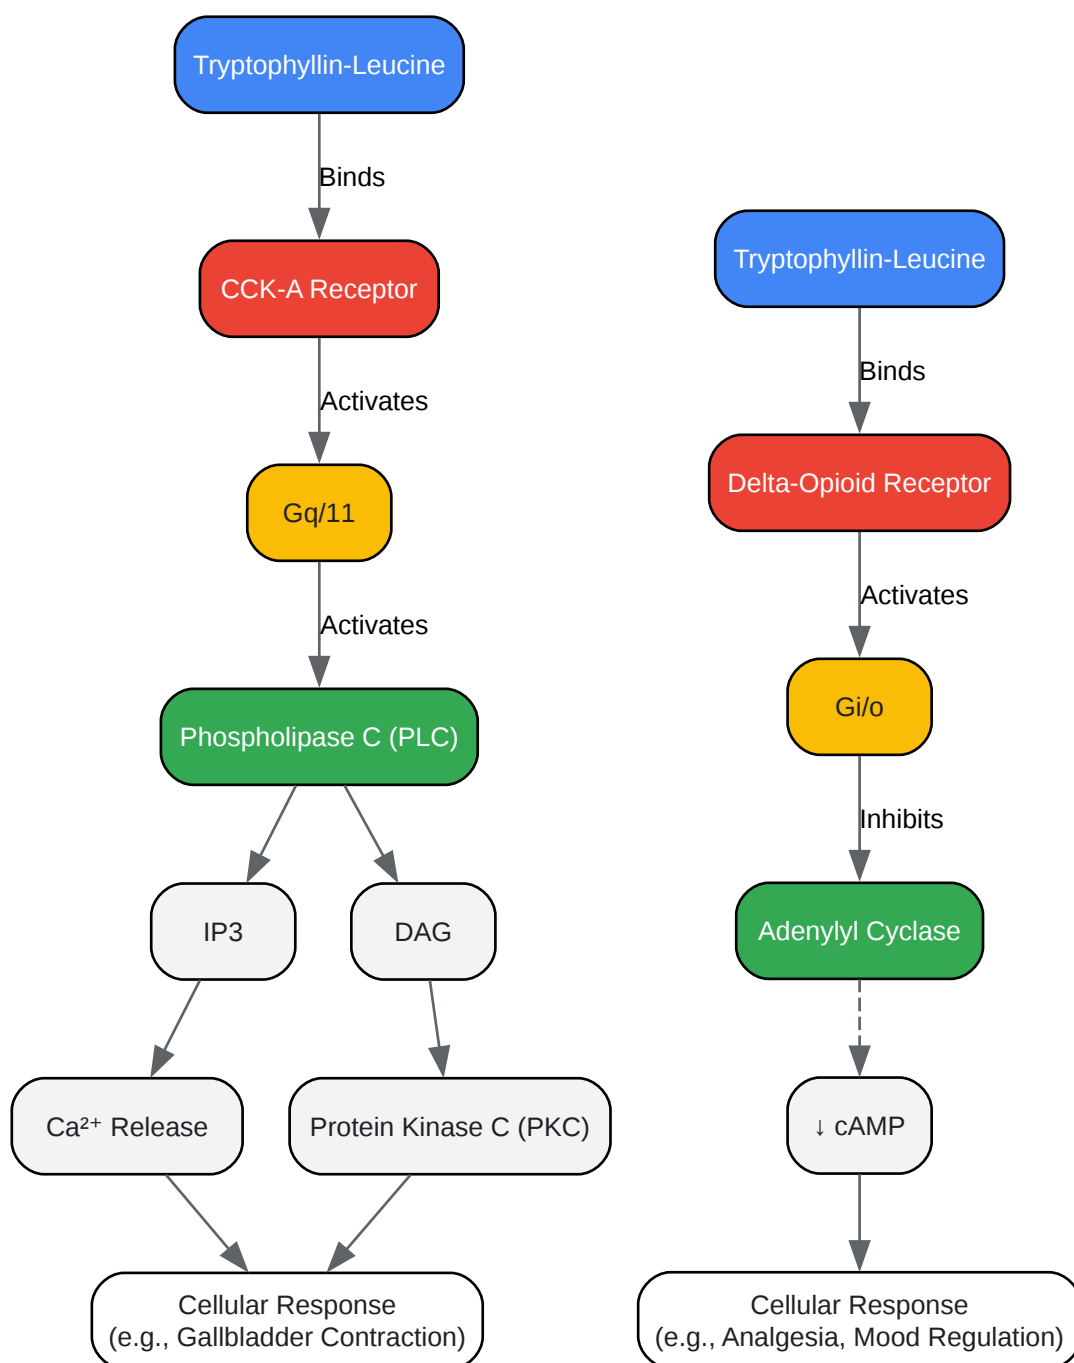 Tryptophyllin-Leucine
Binds
CCK-A Receptor
Activates
Gq/11
Activates
Phospholipase C (PLC)
IP3
DAG
Ca²⁺ Release
Protein Kinase C (PKC)
Cellular Response
(e.g., Gallbladder Contraction)
Tryptophyllin-Leucine
Binds
Delta-Opioid Receptor
Activates
Gi/o
Inhibits
Adenylyl Cyclase
↓ cAMP
Cellular Response
(e.g., Analgesia, Mood Regulation)